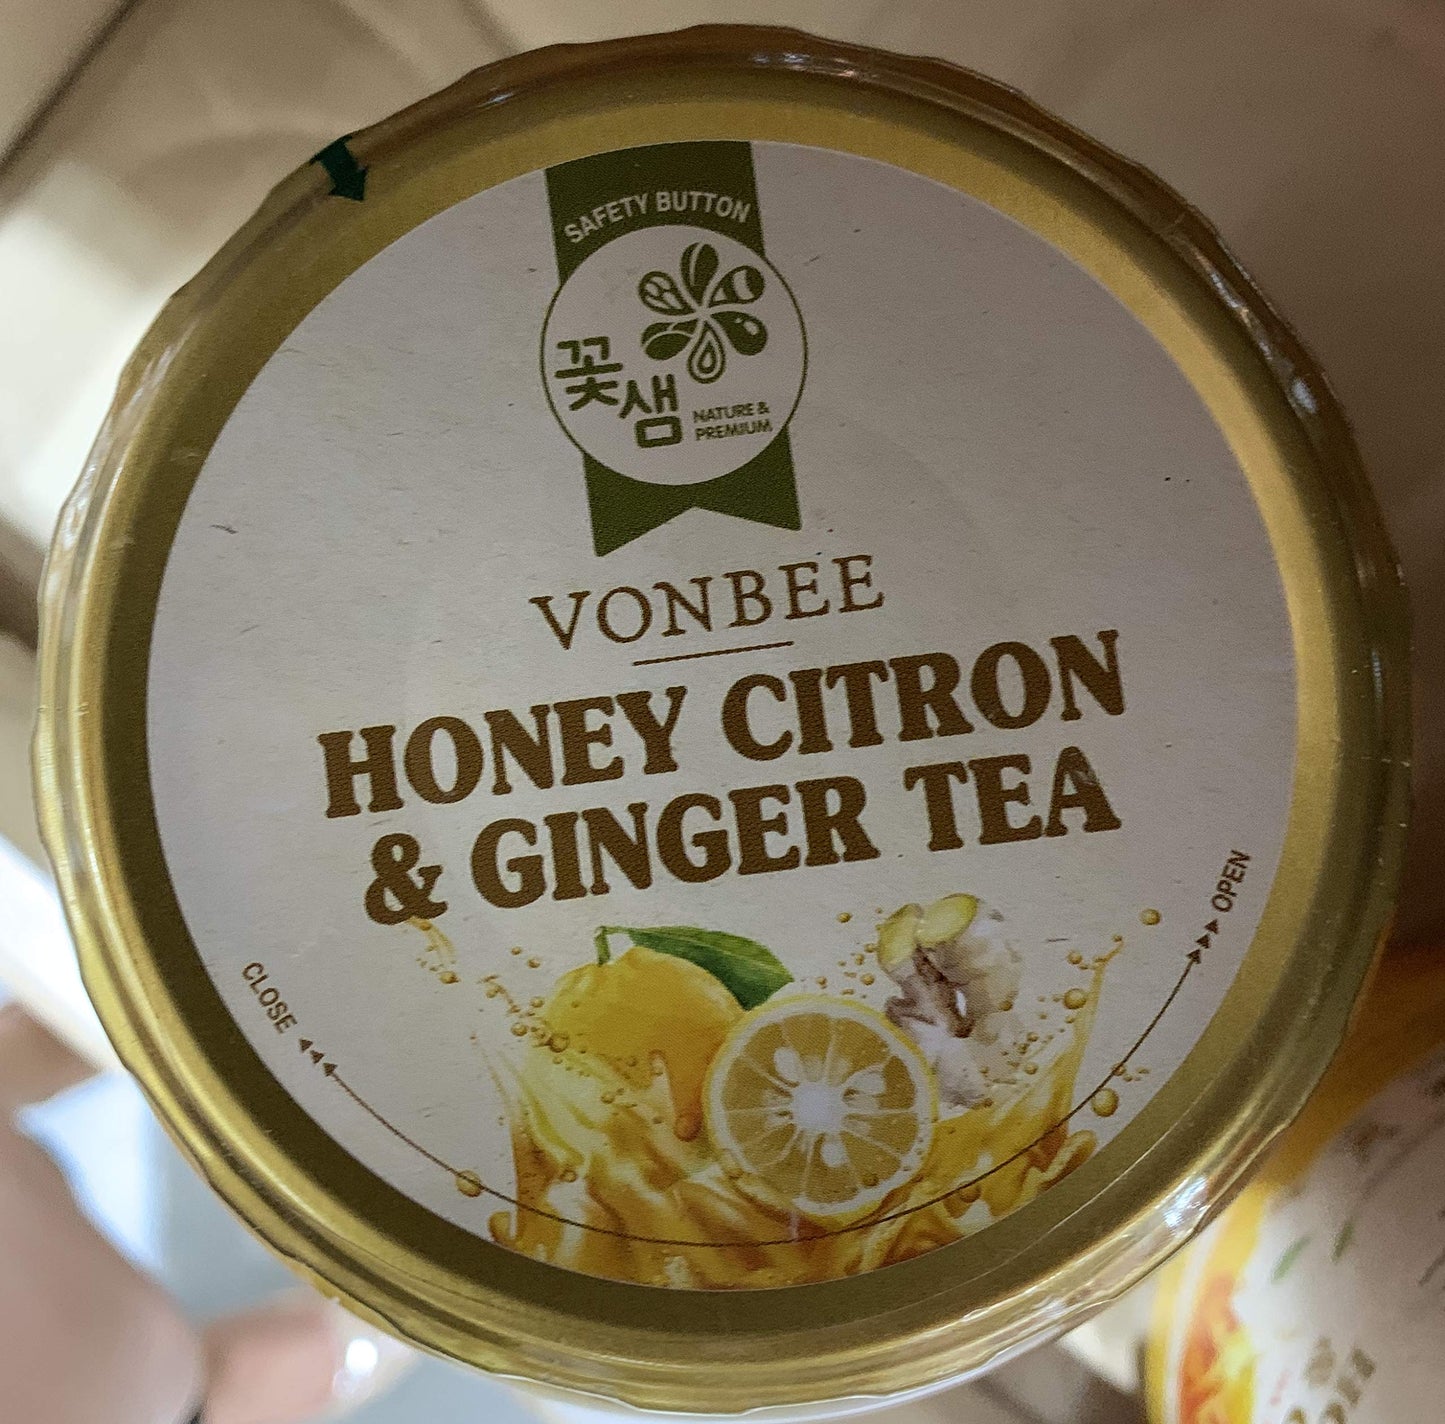 SAFETY BUTTON
꽃샘
NATURE &
PREMIUM
VONBEE
HONEY CITRON
& GINGER TEA
CLOSE
OPEN